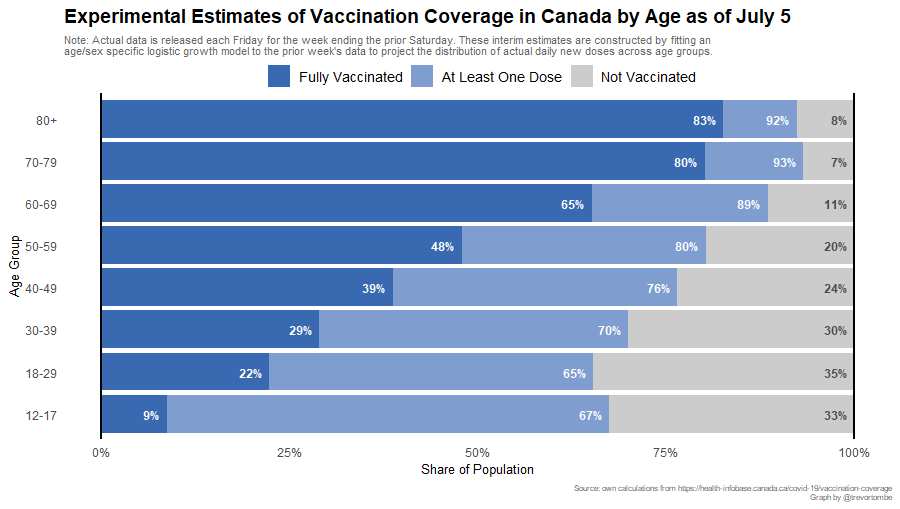 Experimental Estimates of Vaccination Coverage in Canada by Age as of July 5
Note: Actual data is released each Friday for the week ending the prior Saturday. These interim estimates are constructed by fitting an
age/sex specific logistic growth model to the prior week's data to project the distribution of actual daily new doses across age groups.
Fully Vaccinated At Least One Dose Not Vaccinated
80+ 83% 92% 8%
70-79 80% 93% 7%
60-69 65% 89% 11%
50-59 48% 80% 20%
40-49 39% 76% 24%
30-39 29% 70% 30%
18-29 22% 65% 35%
12-17 9% 67% 33%
Age Group
0% 25% 50% 75% 100%
Share of Population
Source: own calculations from https://health-infobase.canada.ca/covid-19/vaccination-coverage
Graph by @trevortombe